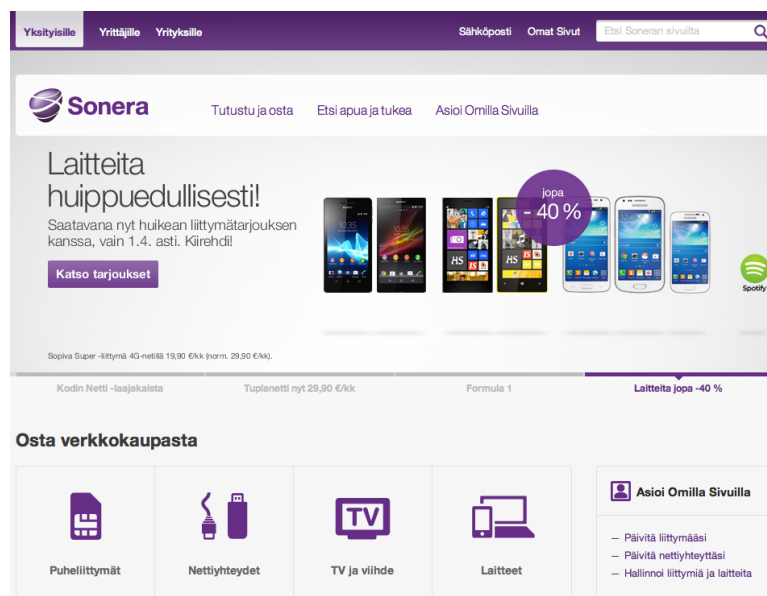 Yksityisille Yrittäjille Yrityksille Sähköposti Omat Sivut Etsi Soneran sivuilta
Sonera Tutustu ja osta Etsi apua ja tukea Asioi Omilla Sivuilla
Laitteita
huippuedullisesti!
Saatavana nyt huikean liittymätarjouksen
kanssa, vain 1.4. asti. Kiirehdi!
Katso tarjoukset
jopa
- 40 %
Spotify
Sopiva Super -liittymä 4G-netillä 19,90 €/kk (norm. 29,90 €/kk).
Kodin Netti -laajakaista Tuplanetti nyt 29,90 €/kk Formula 1 Laitteita jopa -40 %
Osta verkkokaupasta
TV
Puheliittymät Nettiyhteydet TV ja viihde Laitteet
Asioi Omilla Sivuilla
— Päivitä liittymääsi
— Päivitä nettiyhteyttäsi
— Hallinnoi liittymiä ja laitteita